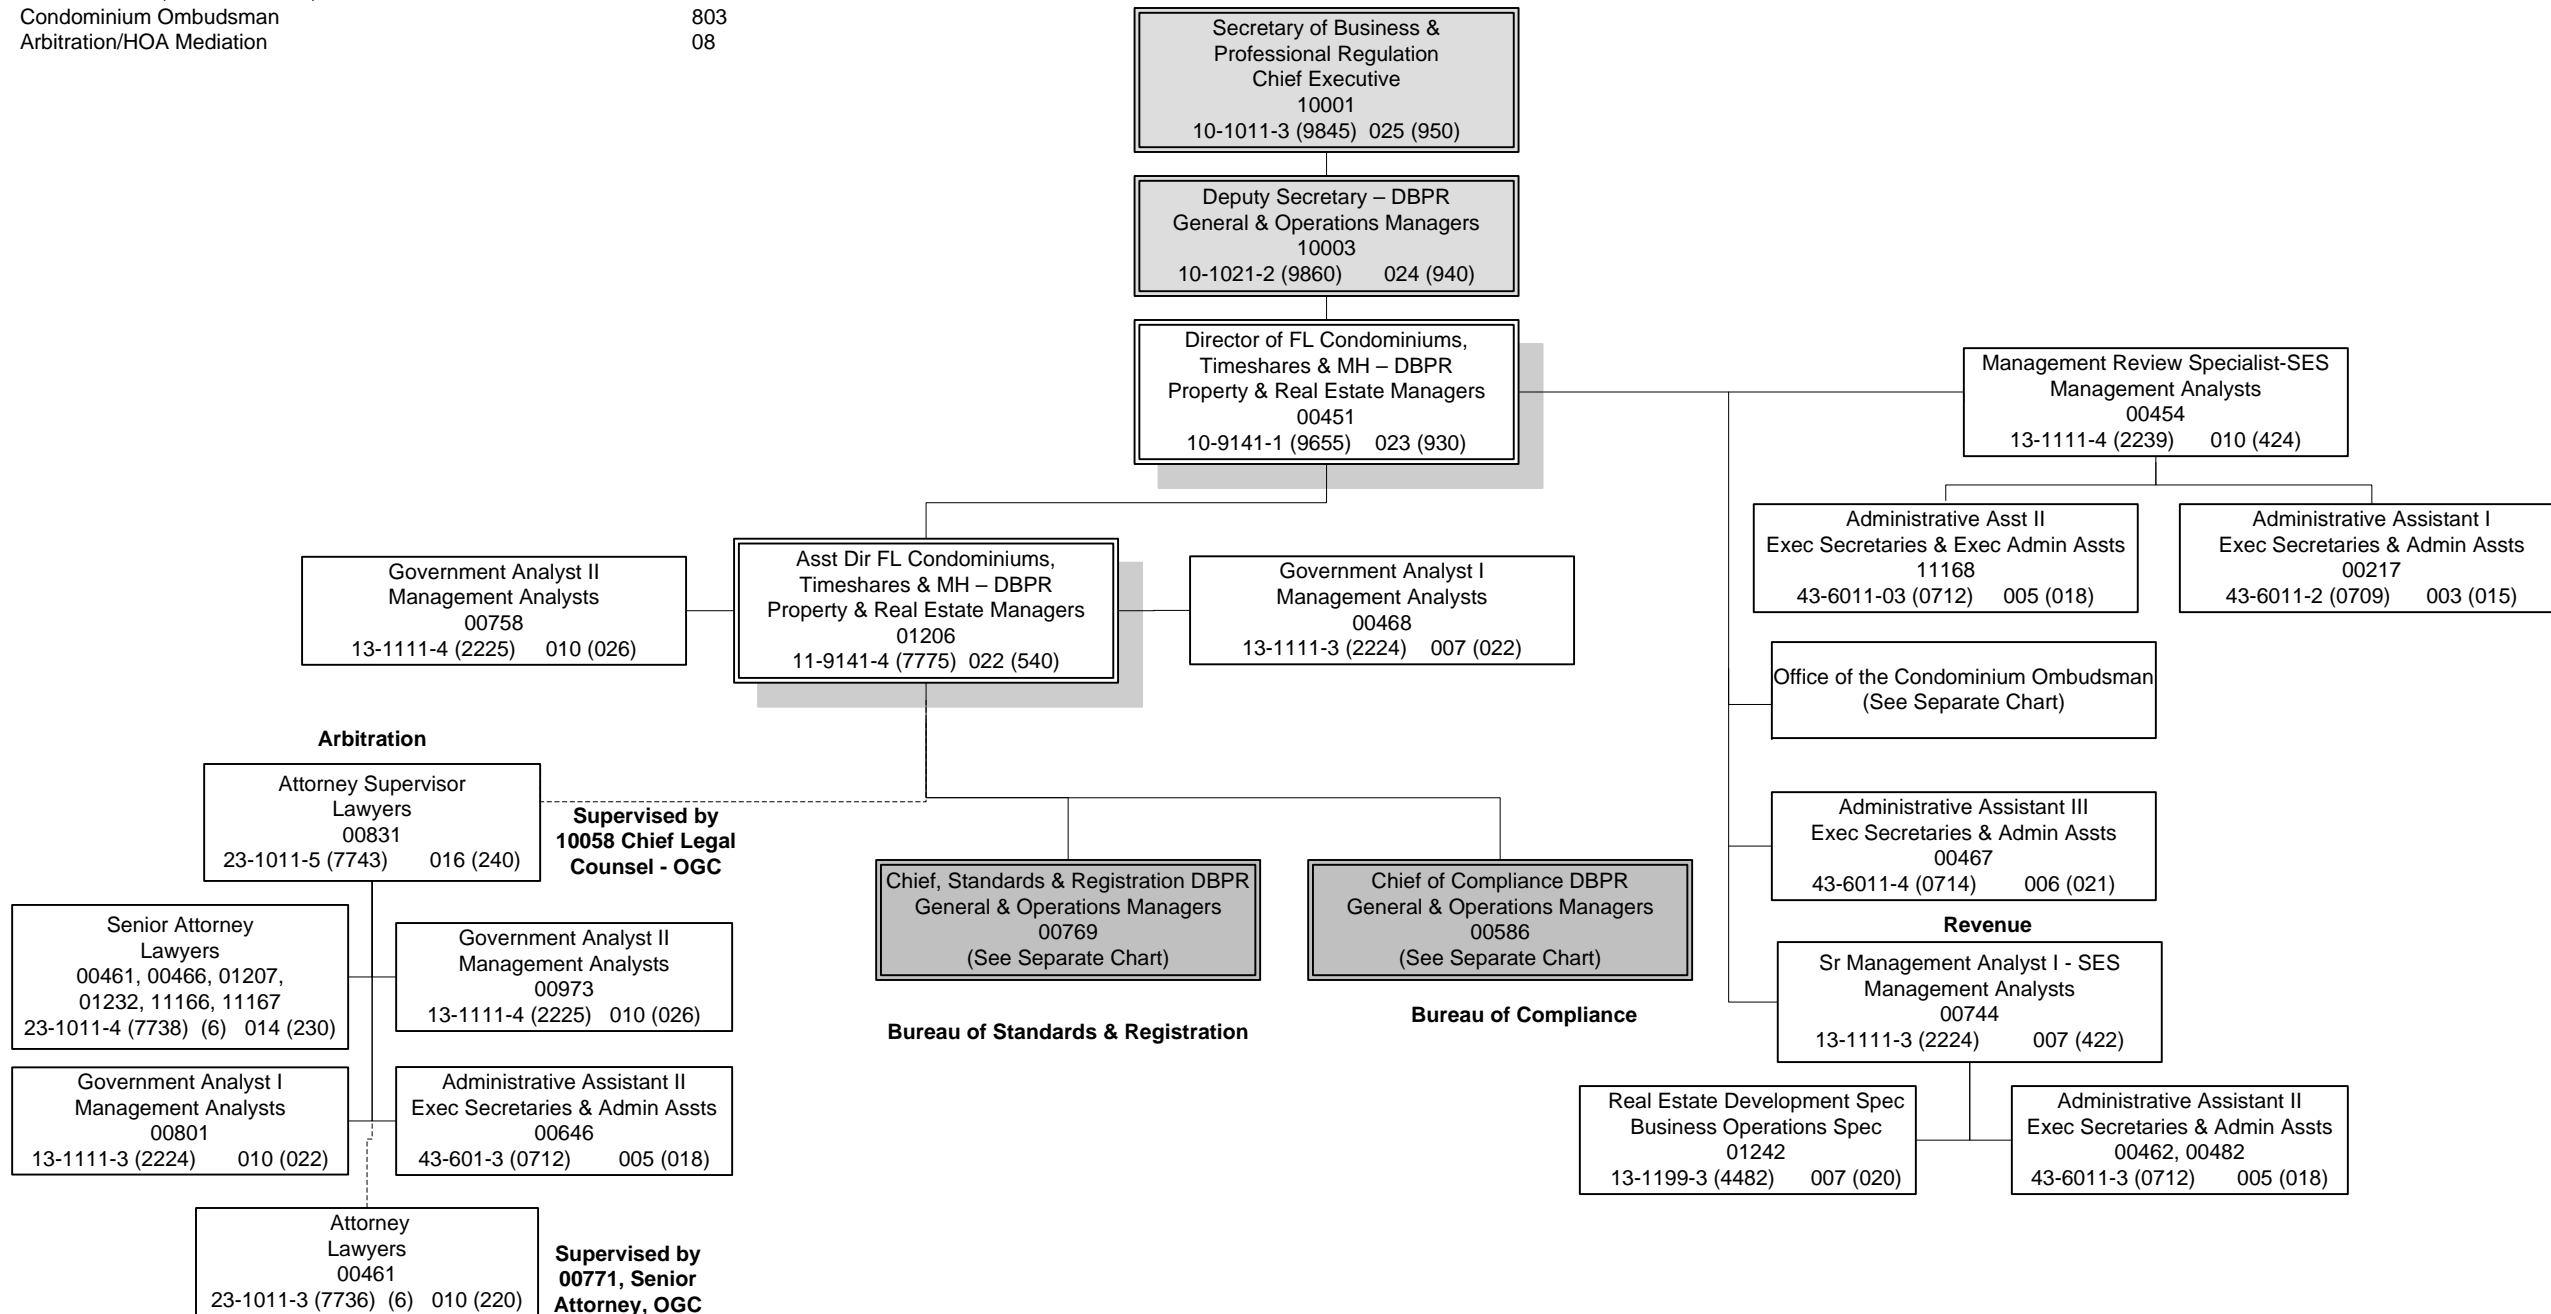 Condominium Ombudsman 803
Arbitration/HOA Mediation 08
Secretary of Business &
Professional Regulation
Chief Executive
10001
10-1011-3 (9845) 025 (950)
Deputy Secretary – DBPR
General & Operations Managers
10003
10-1021-2 (9860) 024 (940)
Director of FL Condominiums,
Timeshares & MH – DBPR
Property & Real Estate Managers
00451
10-9141-1 (9655) 023 (930)
Management Review Specialist-SES
Management Analysts
00454
13-1111-4 (2239) 010 (424)
Administrative Asst II
Exec Secretaries & Exec Admin Assts
11168
43-6011-03 (0712) 005 (018)
Administrative Assistant I
Exec Secretaries & Admin Assts
00217
43-6011-2 (0709) 003 (015)
Government Analyst II
Management Analysts
00758
13-1111-4 (2225) 010 (026)
Asst Dir FL Condominiums,
Timeshares & MH – DBPR
Property & Real Estate Managers
01206
11-9141-4 (7775) 022 (540)
Government Analyst I
Management Analysts
00468
13-1111-3 (2224) 007 (022)
Office of the Condominium Ombudsman
(See Separate Chart)
Arbitration
Attorney Supervisor
Lawyers
00831
23-1011-5 (7743) 016 (240)
Supervised by
10058 Chief Legal
Counsel - OGC
Administrative Assistant III
Exec Secretaries & Admin Assts
00467
43-6011-4 (0714) 006 (021)
Chief, Standards & Registration DBPR
General & Operations Managers
00769
(See Separate Chart)
Bureau of Standards & Registration
Chief of Compliance DBPR
General & Operations Managers
00586
(See Separate Chart)
Bureau of Compliance
Senior Attorney
Lawyers
00461, 00466, 01207,
01232, 11166, 11167
23-1011-4 (7738) (6) 014 (230)
Government Analyst II
Management Analysts
00973
13-1111-4 (2225) 010 (026)
Revenue
Sr Management Analyst I - SES
Management Analysts
00744
13-1111-3 (2224) 007 (422)
Government Analyst I
Management Analysts
00801
13-1111-3 (2224) 010 (022)
Administrative Assistant II
Exec Secretaries & Admin Assts
00646
43-601-3 (0712) 005 (018)
Real Estate Development Spec
Business Operations Spec
01242
13-1199-3 (4482) 007 (020)
Administrative Assistant II
Exec Secretaries & Admin Assts
00462, 00482
43-6011-3 (0712) 005 (018)
Attorney
Lawyers
00461
23-1011-3 (7736) (6) 010 (220)
Supervised by
00771, Senior
Attorney, OGC